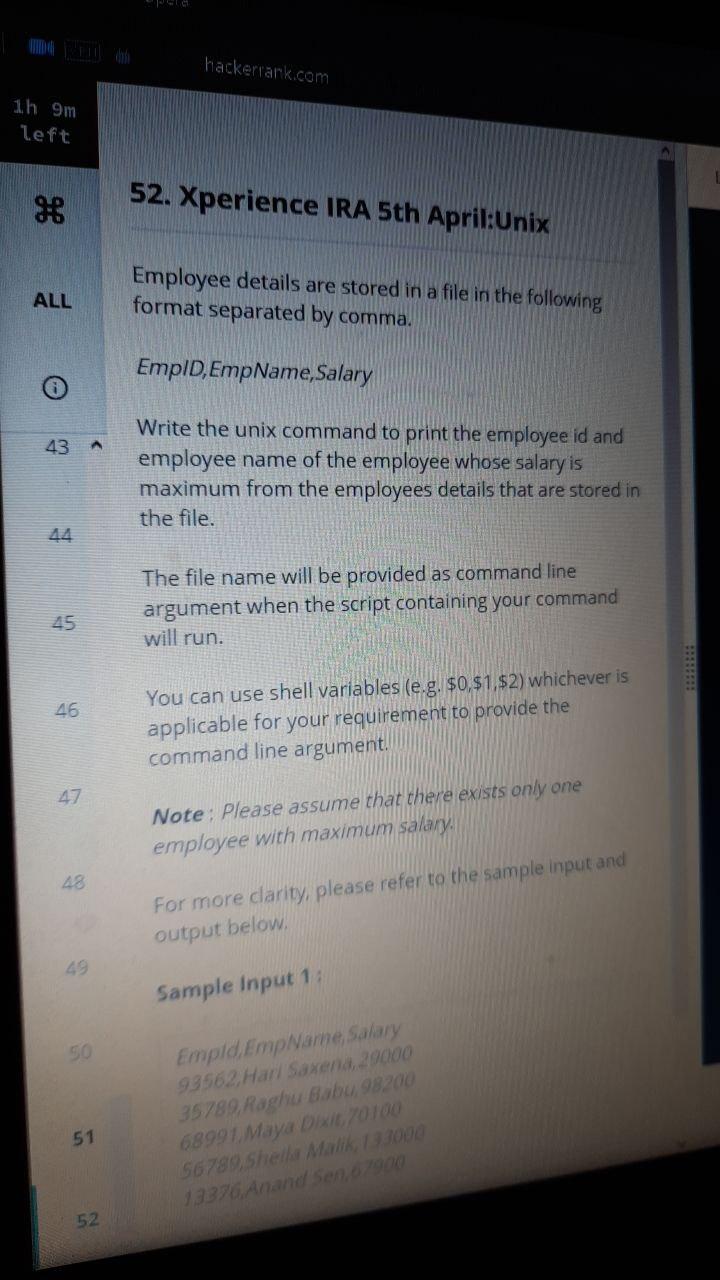 hackerrank.com
1h 9m
left
52. Xperience IRA 5th April:Unix
ALL
Employee details are stored in a file in the following
format separated by comma.
EmpID,EmpName,Salary
Write the unix command to print the employee id and
employee name of the employee whose salary is
maximum from the employees details that are stored in
the file.
The file name will be provided as command line
argument when the script containing your command
will run.
You can use shell variables (e.g. $0,$1,$2) whichever is
applicable for your requirement to provide the
command line argument.
Note : Please assume that there exists only one
employee with maximum salary.
For more clarity, please refer to the sample input and
output below.
Sample Input 1 :
EmpId,EmpName,Salary
93562,Hari Saxena,29000
35789,Raghu Babu,98200
68991,Maya Dixit,70100
56789,Sheila Malik,133000
13376,Anand Sen,67900
43
44
45
46
47
48
49
50
51
52